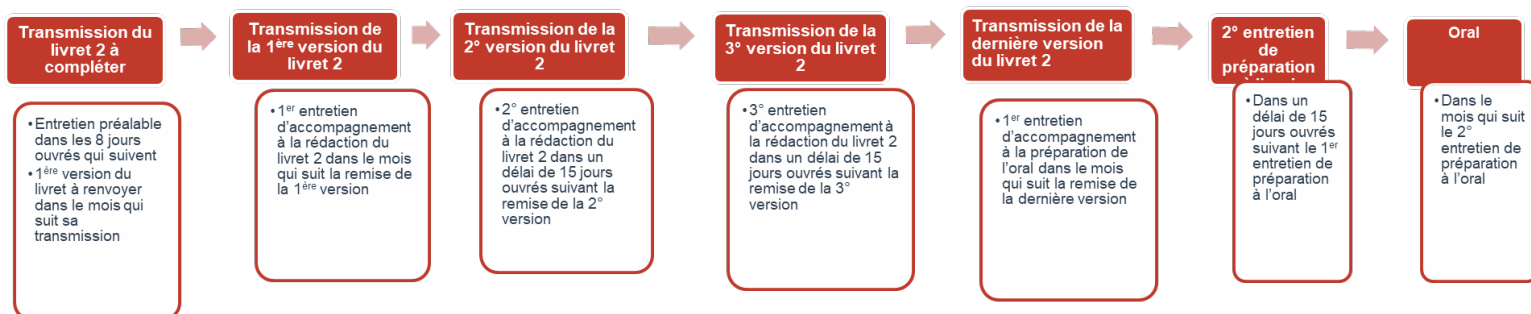 Transmission du
livret 2 à
compléter
• Entretien préalable
dans les 8 jours
ouvrés qui suivent
• 1ère version du
livret à renvoyer
dans le mois qui
suit sa
transmission
Transmission de
la 1ère version du
livret 2
• 1er entretien
d'accompagnement
à la rédaction du
livret 2 dans le mois
qui suit la remise de
la 1ère version
Transmission de la
2° version du livret
2
• 2° entretien
d'accompagnement
à la rédaction du
livret 2 dans un
délai de 15 jours
ouvrés suivant la
remise de la 2°
version
Transmission de la
3° version du livret
2
• 3° entretien
d'accompagnement à
la rédaction du livret 2
dans un délai de 15
jours ouvrés suivant la
remise de la 3°
version
Transmission de la
dernière version
du livret 2
• 1er entretien
d'accompagnement
à la préparation de
l'oral dans le mois
qui suit la remise de
la dernière version
2° entretien
de
préparation
• Dans un
délai de 15
jours ouvrés
suivant le 1er
entretien de
préparation
à l'oral
Oral
• Dans le
mois qui suit
le 2°
entretien de
préparation
à l'oral